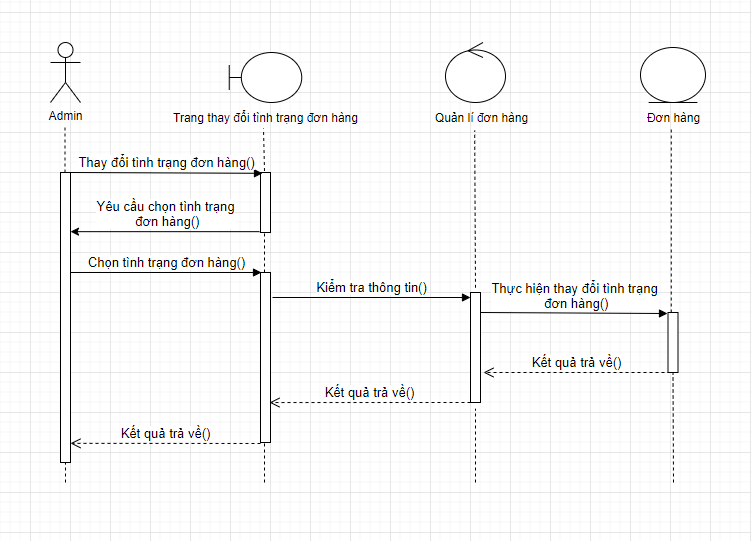 Admin
Trang thay đổi tình trạng đơn hàng
Quản lí đơn hàng
Đơn hàng
Thay đổi tình trạng đơn hàng()
Yêu cầu chọn tình trạng
đơn hàng()
Chọn tình trạng đơn hàng()
Kiểm tra thông tin()
Thực hiện thay đổi tình trạng
đơn hàng()
Kết quả trả về()
Kết quả trả về()
Kết quả trả về()